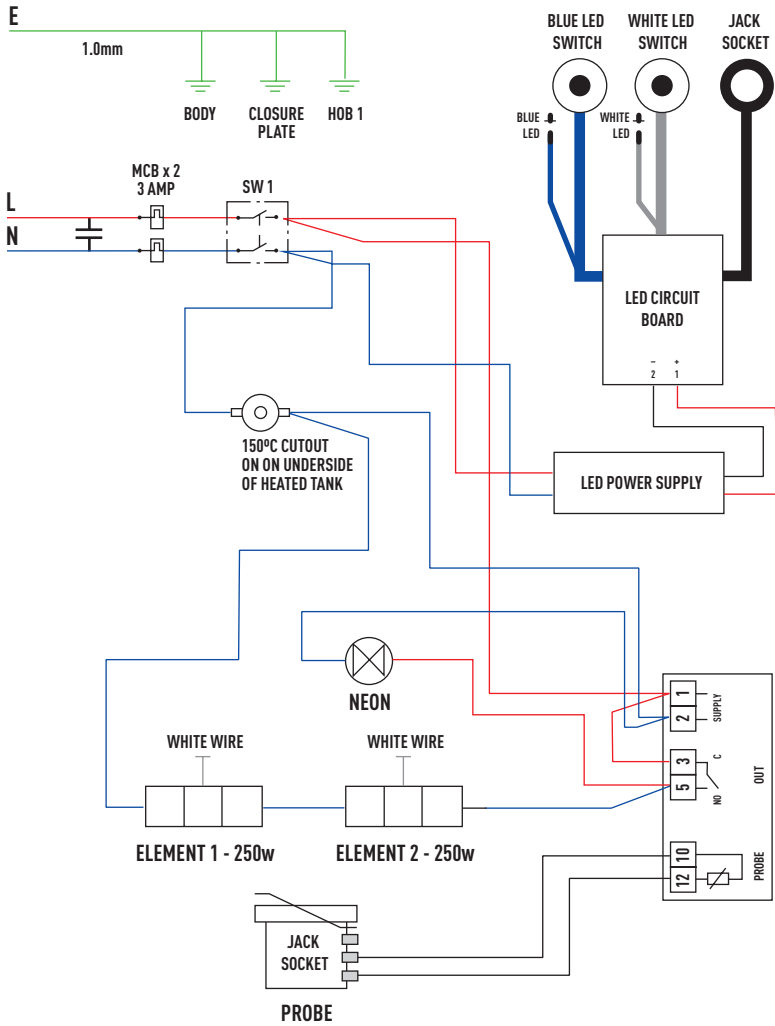 E
1.0mm
BODY
CLOSURE
PLATE
HOB 1
BLUE LED
SWITCH
WHITE LED
SWITCH
JACK
SOCKET
BLUE
LED
WHITE
LED
MCB x 2
3 AMP
SW 1
L
N
LED CIRCUIT
BOARD
– +
2 1
150ºC CUTOUT
ON ON UNDERSIDE
OF HEATED TANK
LED POWER SUPPLY
NEON
1
2
SUPPLY
3
5
C
NO
OUT
10
12
PROBE
WHITE WIRE
WHITE WIRE
ELEMENT 1 - 250w
ELEMENT 2 - 250w
JACK
SOCKET
PROBE